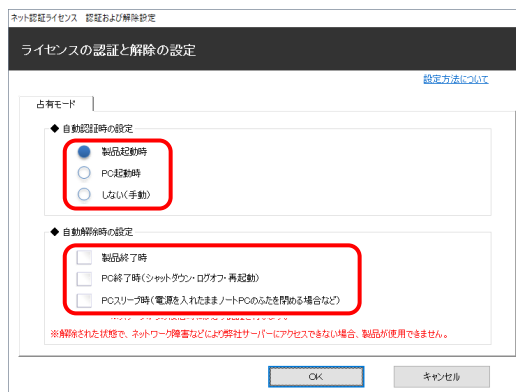 ネット認証ライセンス 認証および解除設定
ライセンスの認証と解除の設定
設定方法について
占有モード
◆ 自動認証時の設定
製品起動時
PC起動時
しない(手動)
◆ 自動解除時の設定
製品終了時
PC終了時(シャットダウン・ログオフ・再起動)
PCスリープ時(電源を入れたままノートPCのふたを閉める場合など)
※解除された状態で、ネットワーク障害などにより弊社サーバーにアクセスできない場合、製品が使用できません。
OK
キャンセル